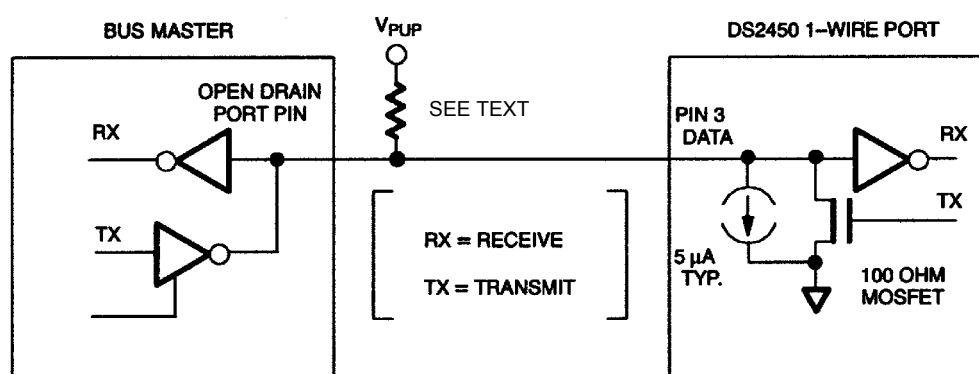 BUS MASTER
V_PUP
DS2450 1–WIRE PORT
OPEN DRAIN
PORT PIN
SEE TEXT
RX
PIN 3
DATA
RX
TX
TX
RX = RECEIVE
TX = TRANSMIT
5 µA
TYP.
100 OHM
MOSFET